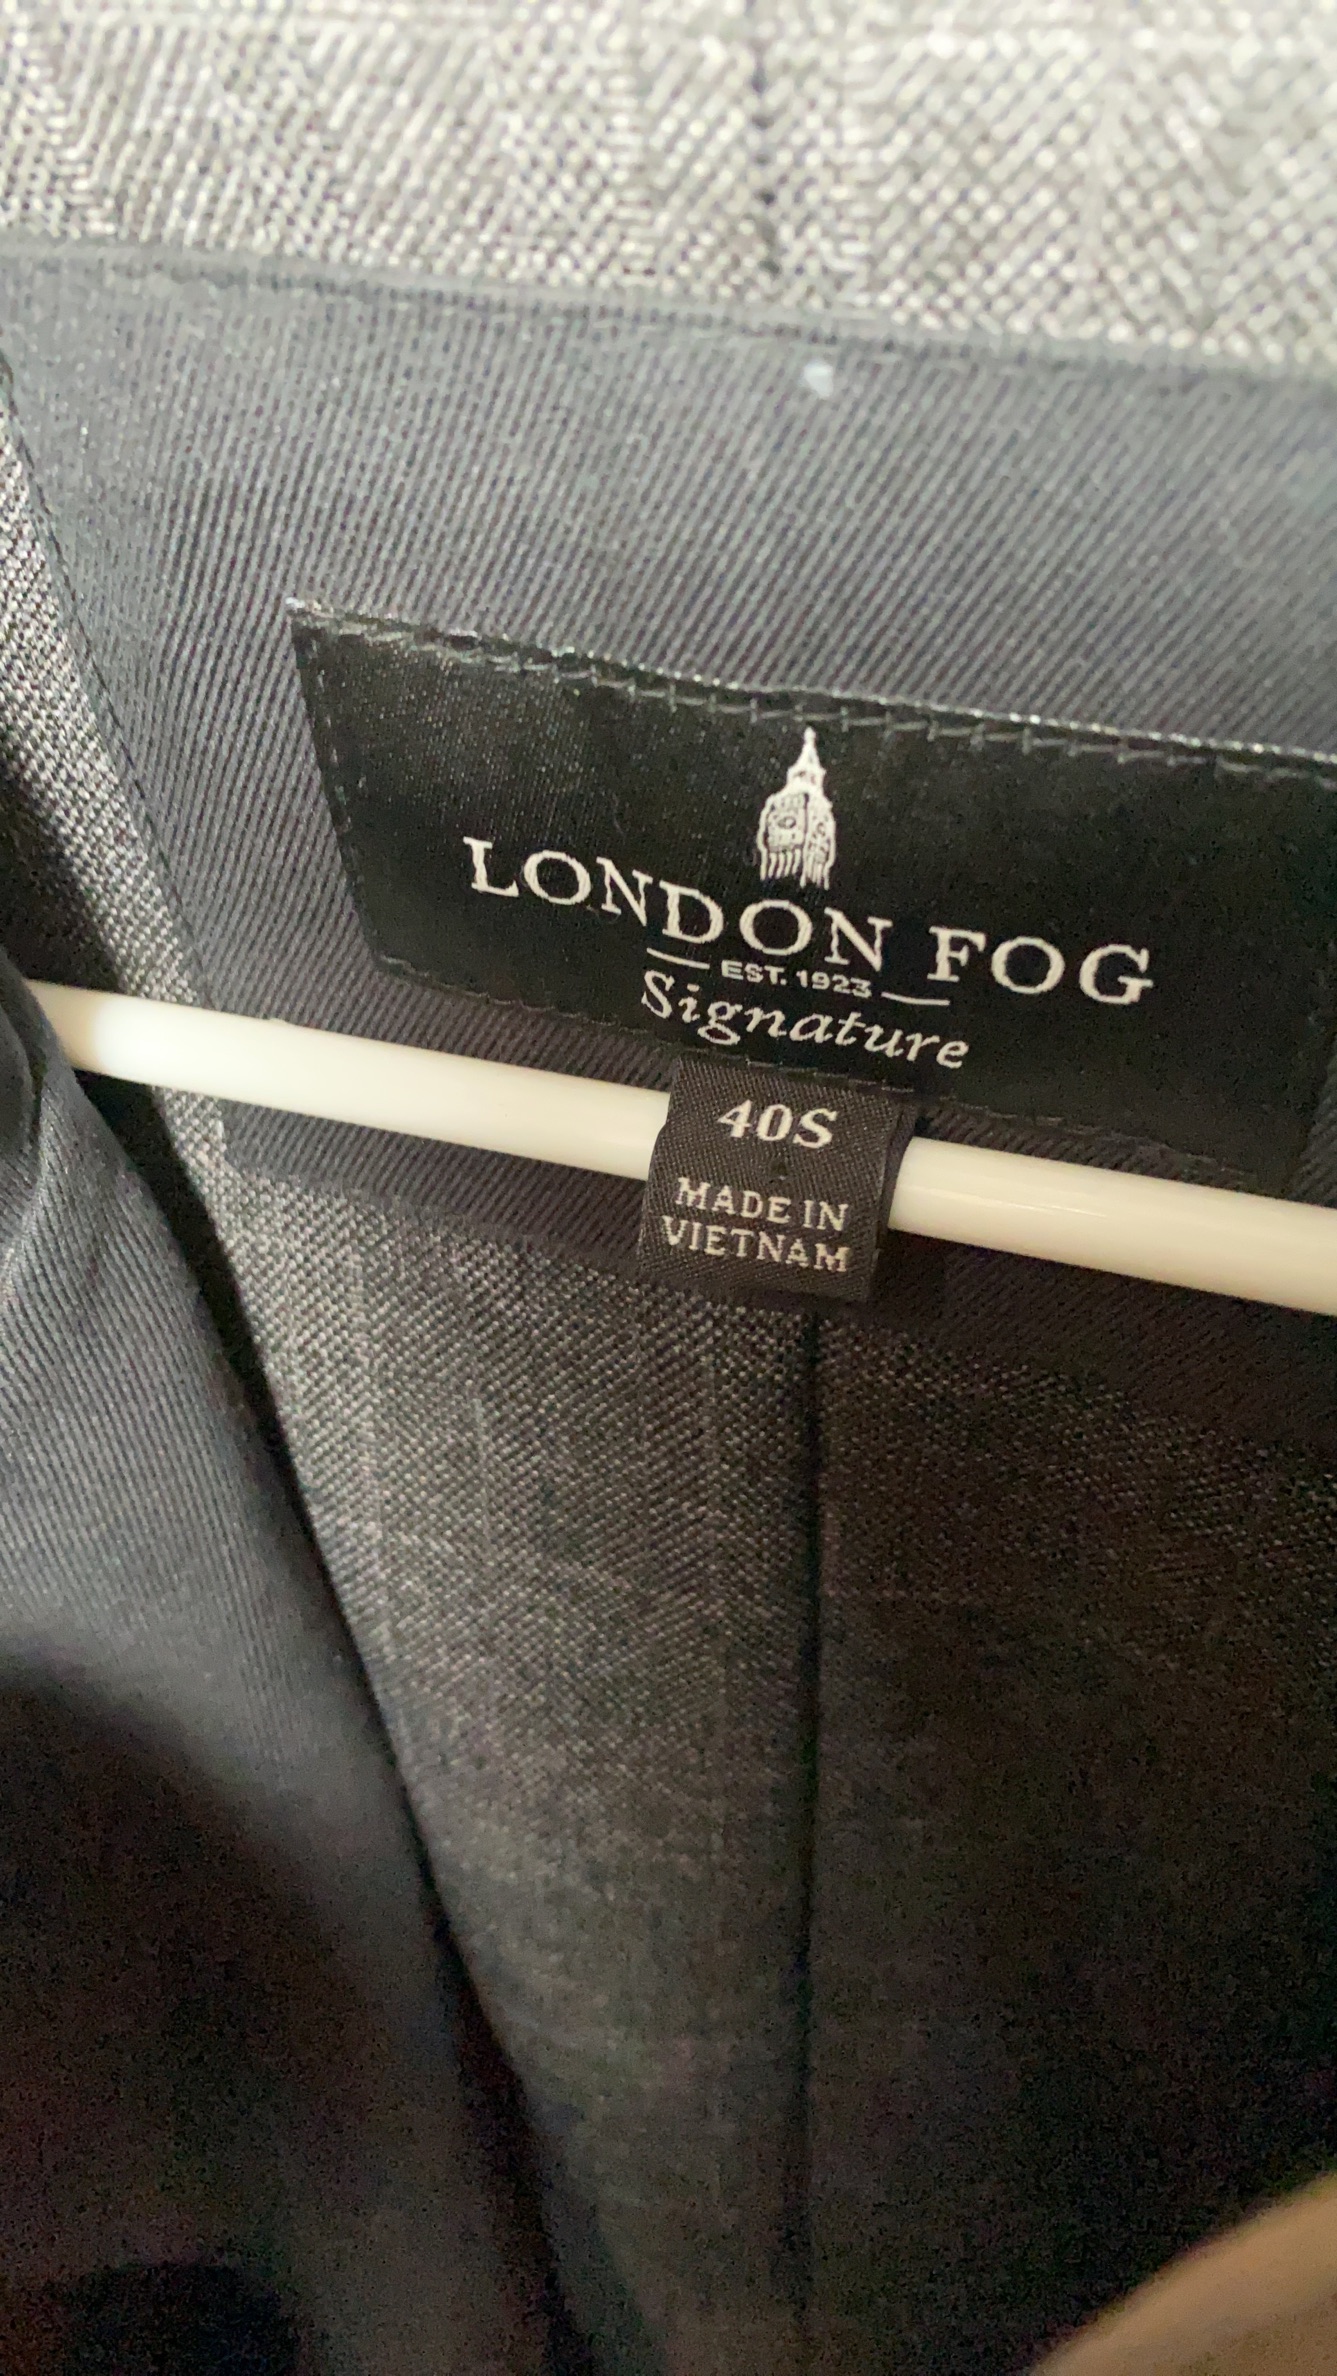 LONDON FOG
EST. 1923
Signature
40S
MADE IN
VIETNAM